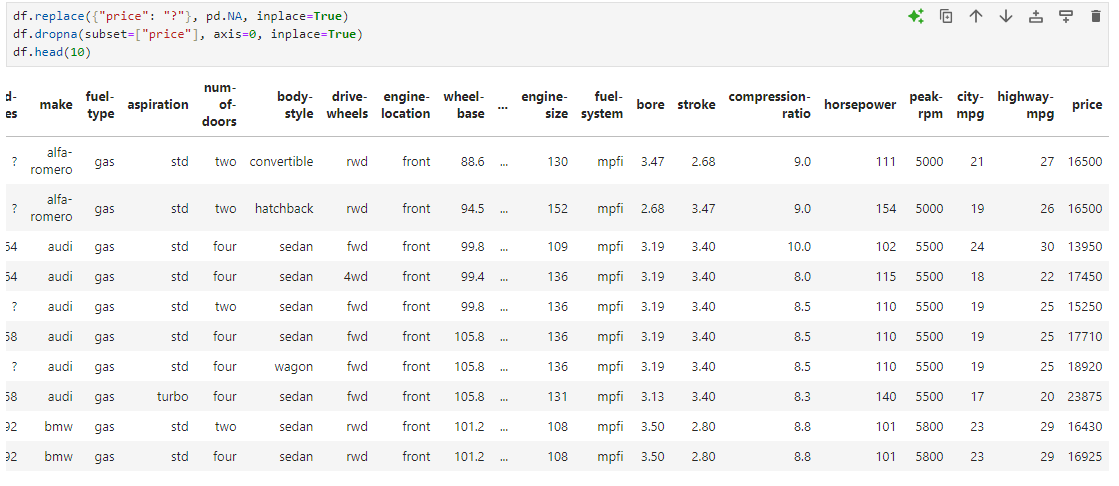 df.replace({"price": "?"}, pd.NA, inplace=True)
df.dropna(subset=["price"], axis=0, inplace=True)
df.head(10)
d-es make fuel-type aspiration num-of-doors body-style drive-wheels engine-location wheel-base ... engine-size fuel-system bore stroke compression-ratio horsepower peak-rpm city-mpg highway-mpg price
? alfa-romero gas std two convertible rwd front 88.6 ... 130 mpfi 3.47 2.68 9.0 111 5000 21 27 16500
? alfa-romero gas std two hatchback rwd front 94.5 ... 152 mpfi 2.68 3.47 9.0 154 5000 19 26 16500
64 audi gas std four sedan fwd front 99.8 ... 109 mpfi 3.19 3.40 10.0 102 5500 24 30 13950
64 audi gas std four sedan 4wd front 99.4 ... 136 mpfi 3.19 3.40 8.0 115 5500 18 22 17450
? audi gas std two sedan fwd front 99.8 ... 136 mpfi 3.19 3.40 8.5 110 5500 19 25 15250
58 audi gas std four sedan fwd front 105.8 ... 136 mpfi 3.19 3.40 8.5 110 5500 19 25 17710
? audi gas std four wagon fwd front 105.8 ... 136 mpfi 3.19 3.40 8.5 110 5500 19 25 18920
58 audi gas turbo four sedan fwd front 105.8 ... 131 mpfi 3.13 3.40 8.3 140 5500 17 20 23875
92 bmw gas std two sedan rwd front 101.2 ... 108 mpfi 3.50 2.80 8.8 101 5800 23 29 16430
92 bmw gas std four sedan rwd front 101.2 ... 108 mpfi 3.50 2.80 8.8 101 5800 23 29 16925